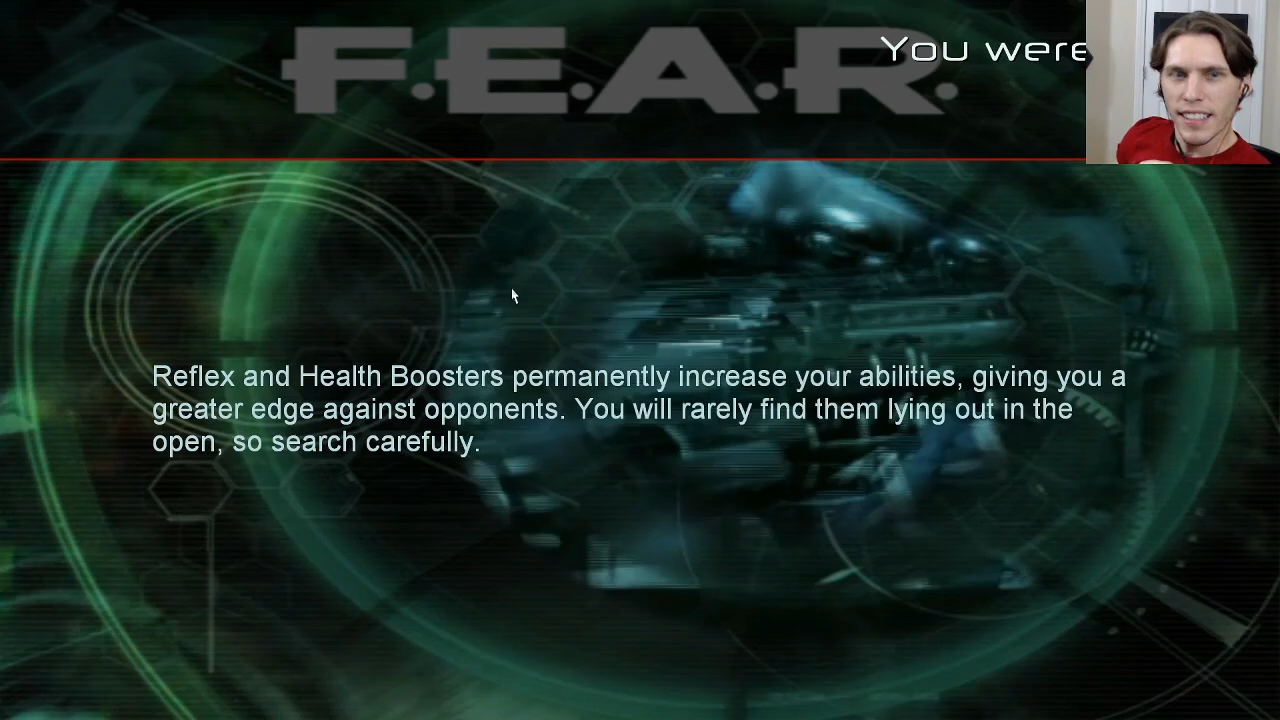 F.E.A.R.
You were
Reflex and Health Boosters permanently increase your abilities, giving you a
greater edge against opponents. You will rarely find them lying out in the
open, so search carefully.